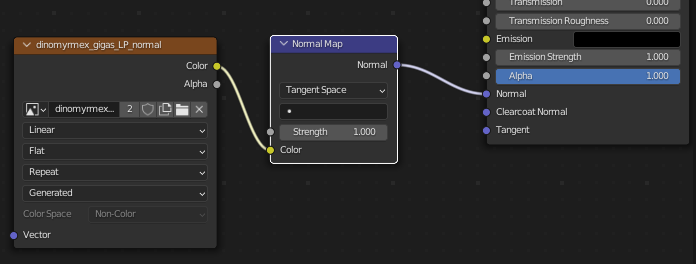 Transmission 0.000
Transmission Roughness 0.000
Emission
Emission Strength 1.000
Alpha 1.000
Normal
Clearcoat Normal
Tangent
dinomyrmex_gigas_LP_normal
Color
Alpha
dinomyrmex... 2
Linear
Flat
Repeat
Generated
Color Space Non-Color
Vector
Normal Map
Normal
Tangent Space
Strength 1.000
Color